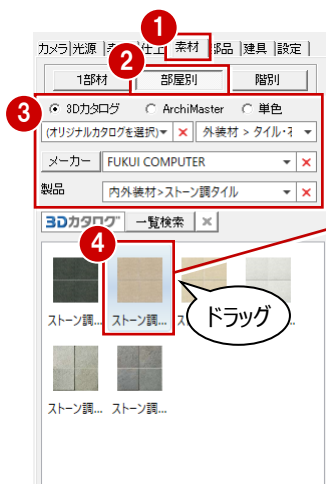 1
カメラ|光源 | 素材 部品 |建具 |設定 |
2
1部材 部屋別 階別
3
3Dカタログ ArchiMaster 単色
(オリジナルカタログを選択) 外装材 > タイル・
メーカー FUKUI COMPUTER
製品 内外装材>ストーン調タイル
3Dカタログ 一覧検索
4
ドラッグ
ストーン調... ストーン調...
ストーン調... ストーン調...